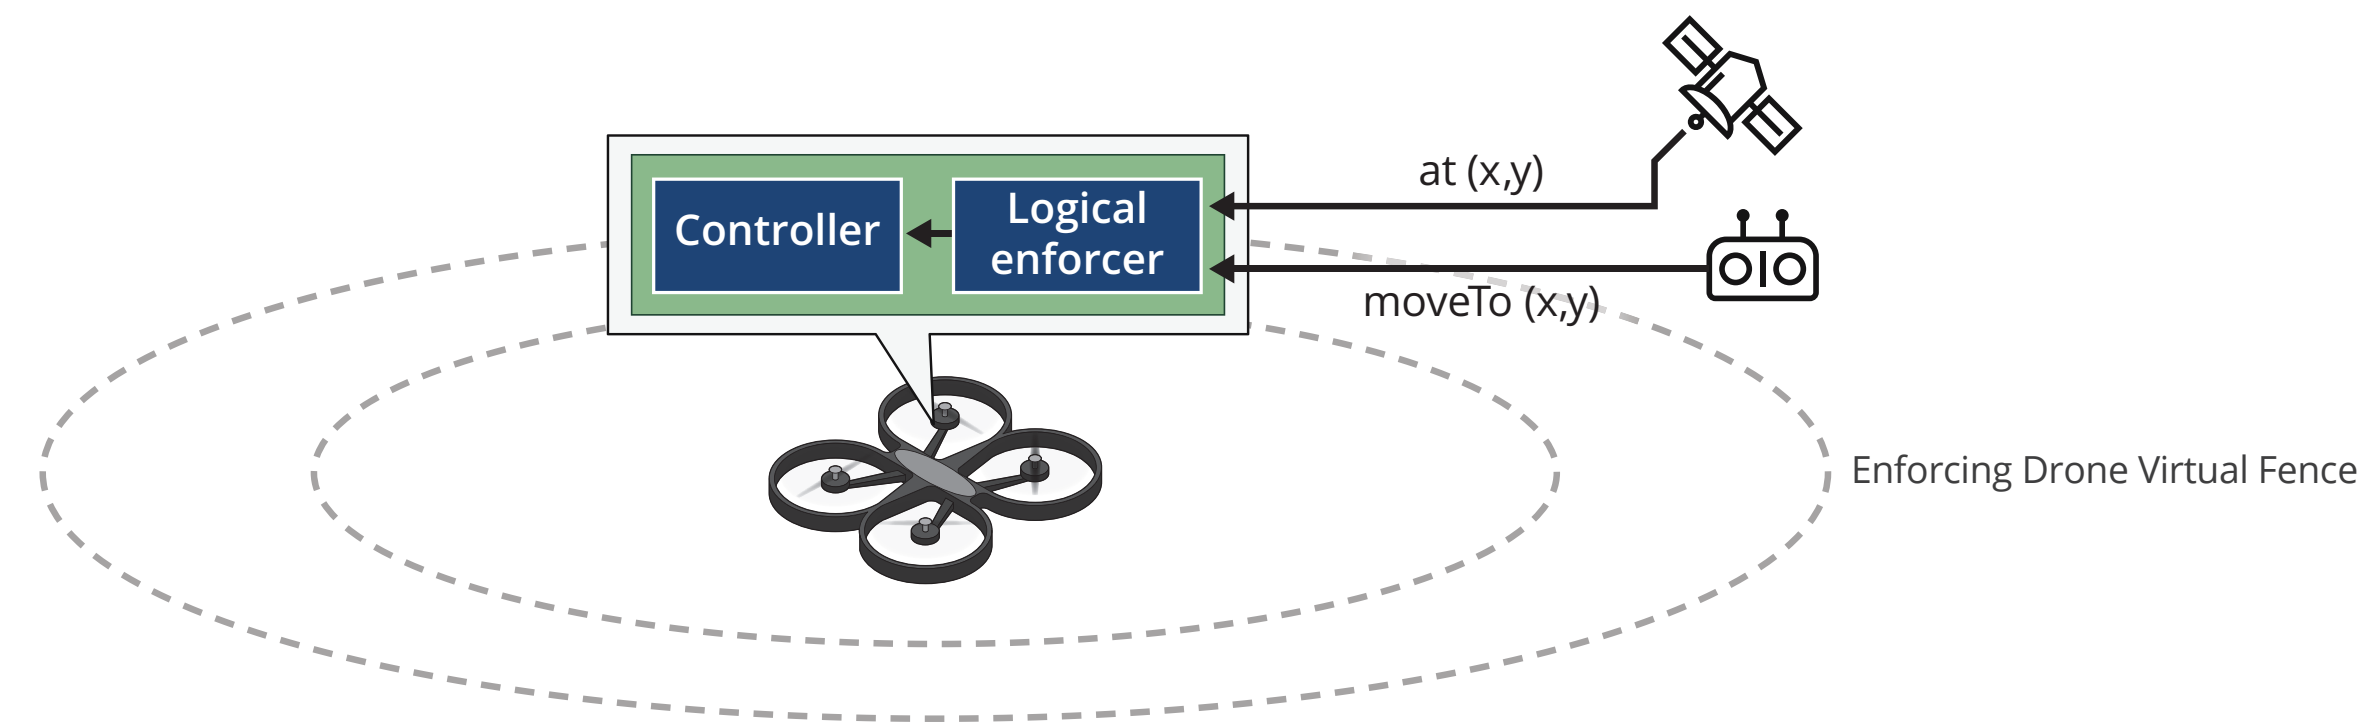 at (x,y)
Controller
Logical
enforcer
moveTo (x,y)
Enforcing Drone Virtual Fence